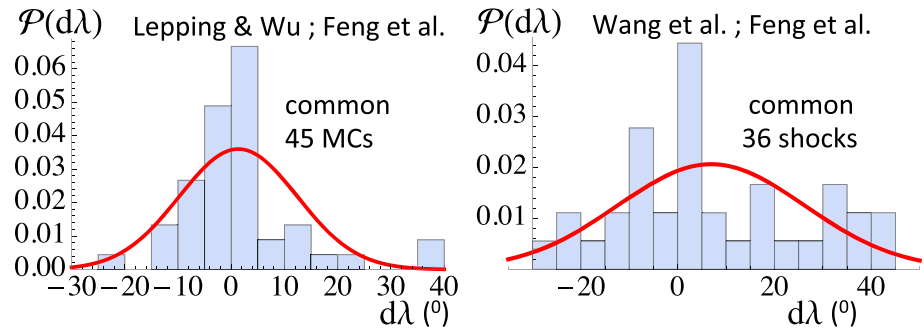 𝒫(dλ) Lepping & Wu ; Feng et al.
0.06
0.05
0.04
0.03
0.02
0.01
0.00
common
45 MCs
−30 −20 −10 0 10 20 30 40
dλ (⁰)
𝒫(dλ) Wang et al. ; Feng et al.
0.04
0.03
0.02
0.01
common
36 shocks
−20 0 20 40
dλ (⁰)